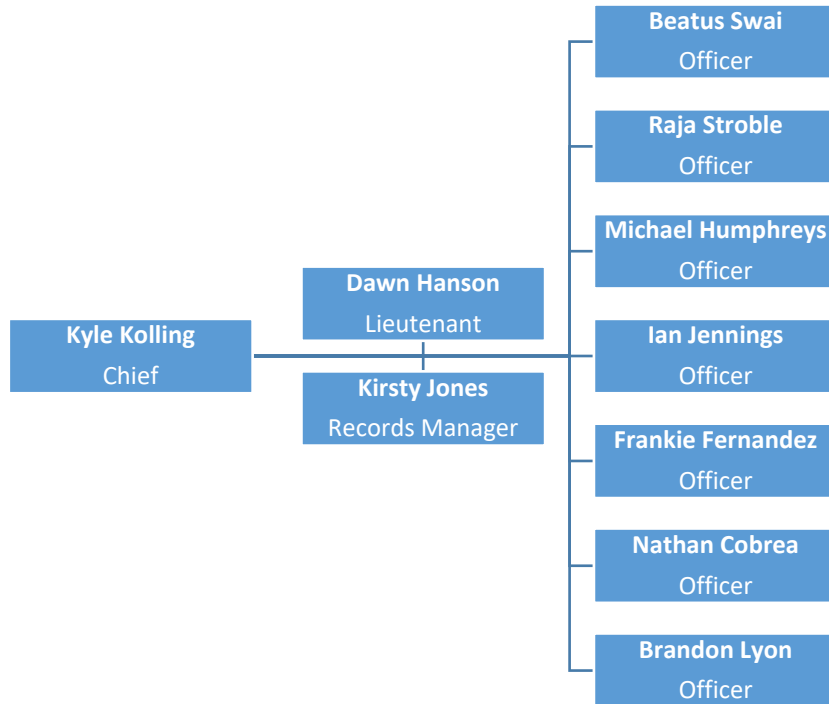 Beatus Swai
Officer
Raja Stroble
Officer
Michael Humphreys
Officer
Dawn Hanson
Lieutenant
Kyle Kolling
Chief
Ian Jennings
Officer
Kirsty Jones
Records Manager
Frankie Fernandez
Officer
Nathan Cobrea
Officer
Brandon Lyon
Officer